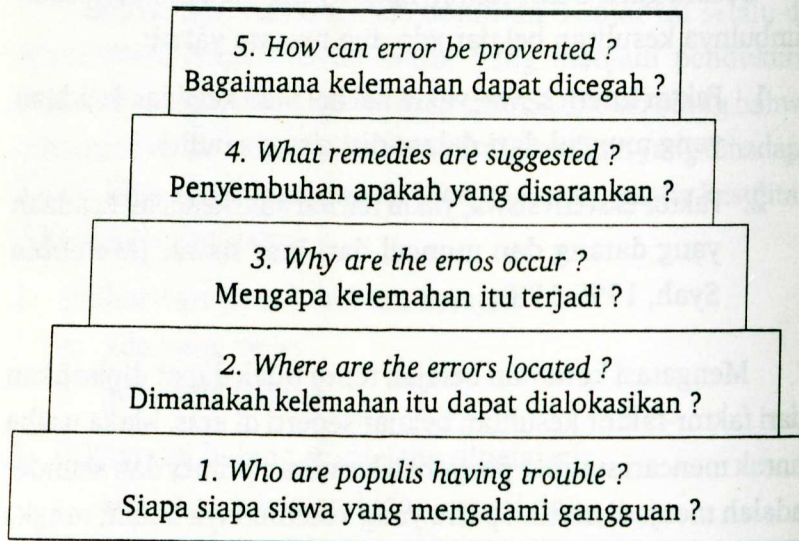 5. How can error be provented ?
Bagaimana kelemahan dapat dicegah ?
4. What remedies are suggested ?
Penyembuhan apakah yang disarankan ?
3. Why are the erros occur ?
Mengapa kelemahan itu terjadi ?
2. Where are the errors located ?
Dimanakah kelemahan itu dapat dialokasikan ?
1. Who are populis having trouble ?
Siapa siapa siswa yang mengalami gangguan ?